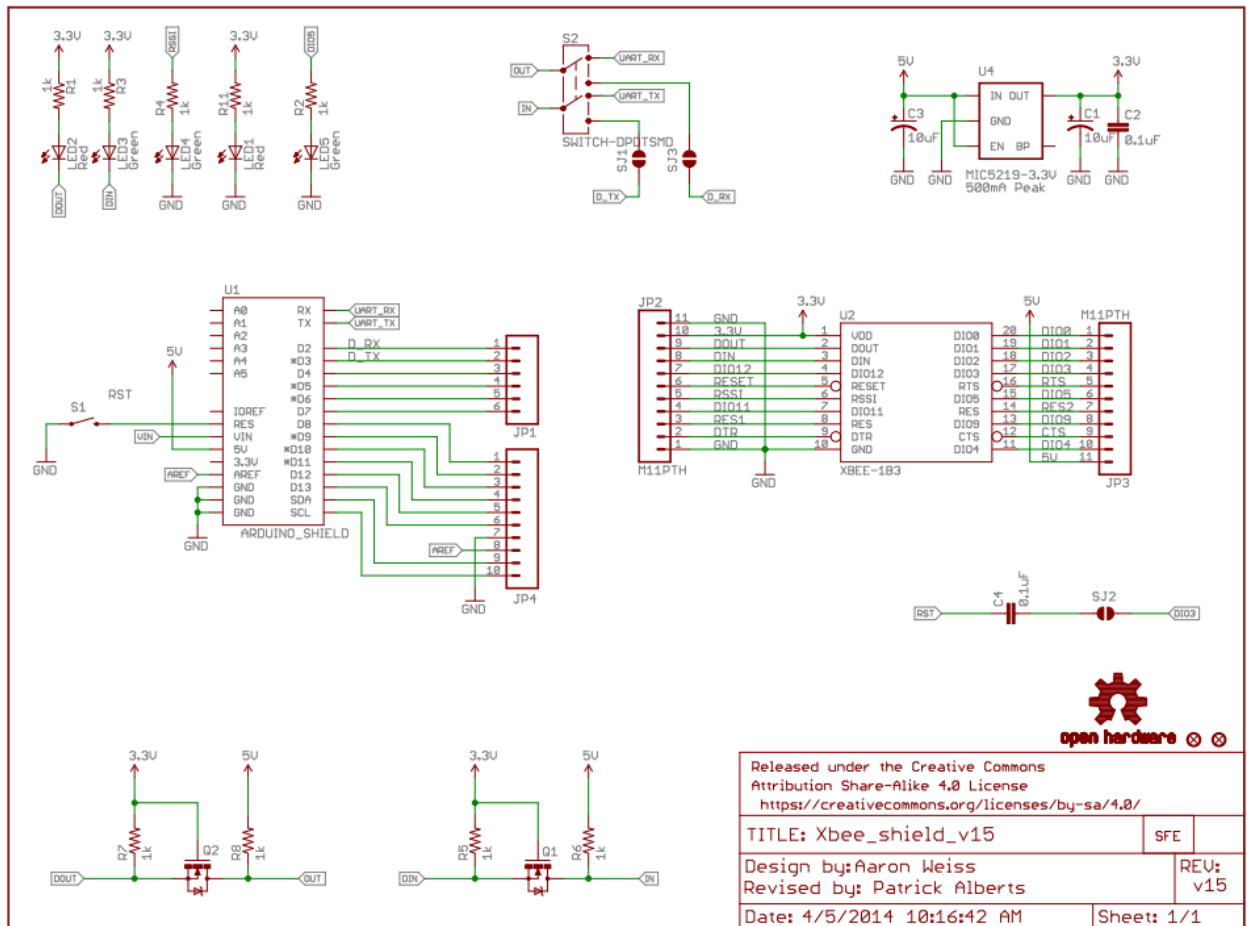 3.3V
3.3V
RSSI
3.3V
DIO5
1k
R1
1k
R3
R4
1k
R11
1k
R2
1k
LED2
Red
LED3
Green
LED4
Green
LED1
Red
LED5
Green
DOUT
DIN
GND
GND
GND
S2
OUT
UART_RX
IN
UART_TX
SWITCH-DPDTSMD
SJ1
SJ3
D_TX
D_RX
5V
U4
3.3V
IN OUT
GND
EN BP
C3
10uF
C1
10uF
C2
0.1uF
GND
GND
MIC5219-3.3V
500mA Peak
GND
GND
U1
A0 RX UART_RX
A1 TX UART_TX
A2
A3 D2 D_RX 1
A4 *D3 D_TX 2
A5 D4 3
*D5 4
*D6 5
IOREF D7 6
RES D8
VIN *D9
5V *D10
3.3V *D11
AREF D12
GND D13
GND SDA
GND SCL
ARDUINO_SHIELD
5V
RST
S1
GND
VIN
AREF
GND
JP1
1
2
3
4
5
6
7
8
9
10
AREF
GND
JP4
JP2
11 GND
10 3.3V
9 DOUT
8 DIN
7 DIO12
6 RESET
5 RSSI
4 DIO11
3 RES1
2 DTR
1 GND
M11PTH
GND
3.3V
U2
5V
1 VDD DIO0 20 DIO0 1
2 DOUT DIO1 19 DIO1 2
3 DIN DIO2 18 DIO2 3
4 DIO12 DIO3 17 DIO3 4
5 RESET RTS 16 RTS 5
6 RSSI DIO5 15 DIO5 6
7 DIO11 RES 14 RES2 7
8 RES DIO9 13 DIO9 8
9 DTR CTS 12 CTS 9
10 GND DIO4 11 DIO4 10
5V 11
XBEE-1B3
M11PTH
JP3
RST
C4
0.1uF
SJ2
DIO3
open hardware
3.3V
5V
R7
1k
Q2
R8
1k
DOUT
OUT
3.3V
5V
R5
1k
Q1
R6
1k
DIN
IN
Released under the Creative Commons
Attribution Share-Alike 4.0 License
https://creativecommons.org/licenses/by-sa/4.0/
TITLE: Xbee_shield_v15
SFE
Design by: Aaron Weiss
Revised by: Patrick Alberts
REV:
v15
Date: 4/5/2014 10:16:42 AM
Sheet: 1/1